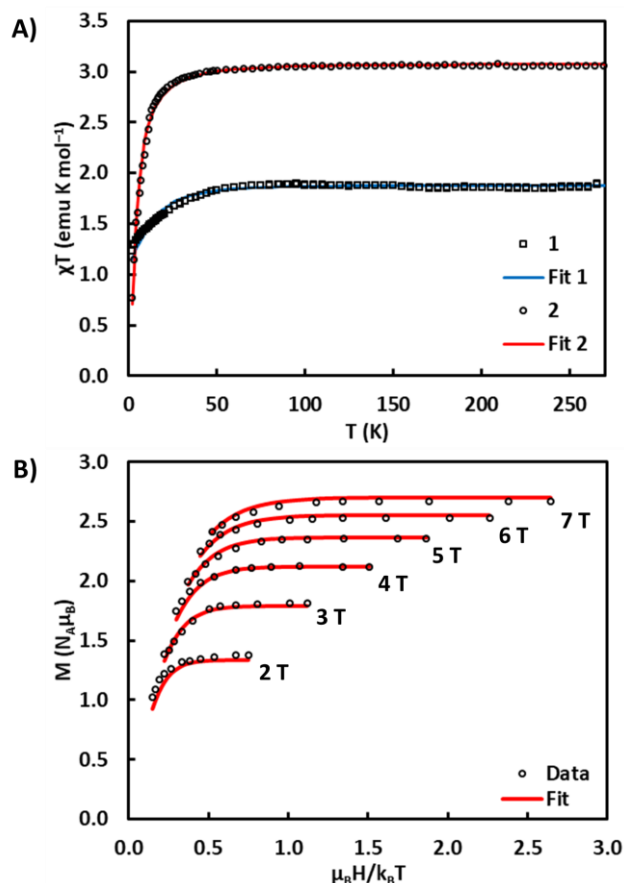 A)
3.5
3.0
2.5
2.0
1.5
1.0
0.5
0.0
χT (emu K mol⁻¹)
1
Fit 1
2
Fit 2
0 50 100 150 200 250
T (K)
B)
3.0
2.5
2.0
1.5
1.0
0.5
0.0
M (N_Aμ_B)
7 T
6 T
5 T
4 T
3 T
2 T
Data
Fit
0.0 0.5 1.0 1.5 2.0 2.5 3.0
μ_BH/k_BT